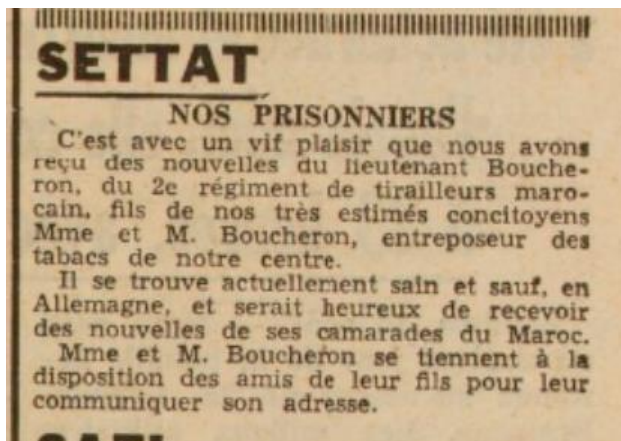 SETTAT
NOS PRISONNIERS
C'est avec un vif plaisir que nous avons
reçu des nouvelles du lieutenant Bouche-
ron, du 2e régiment de tirailleurs maro-
cain, fils de nos très estimés concitoyens
Mme et M. Boucheron, entreposeur des
tabacs de notre centre.
Il se trouve actuellement sain et sauf, en
Allemagne, et serait heureux de recevoir
des nouvelles de ses camarades du Maroc.
Mme et M. Boucheron se tiennent à la
disposition des amis de leur fils pour leur
communiquer son adresse.